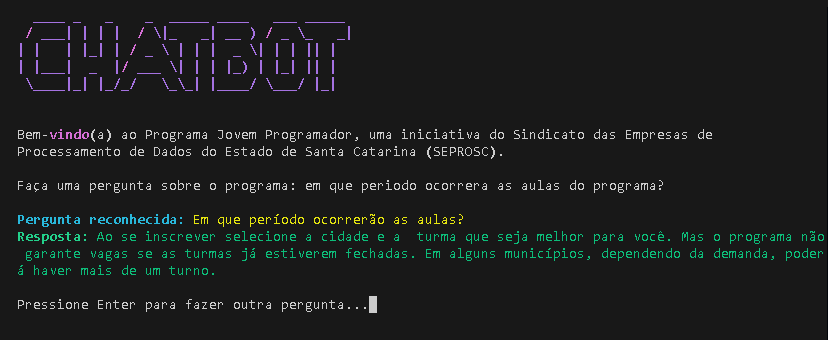 CHATBOT
Bem-vindo(a) ao Programa Jovem Programador, uma iniciativa do Sindicato das Empresas de
Processamento de Dados do Estado de Santa Catarina (SEPROSC).
Faça uma pergunta sobre o programa: em que periodo ocorrera as aulas do programa?
Pergunta reconhecida: Em que período ocorrerão as aulas?
Resposta: Ao se inscrever selecione a cidade e a  turma que seja melhor para você. Mas o programa não
garante vagas se as turmas já estiverem fechadas. Em alguns municípios, dependendo da demanda, poder
á haver mais de um turno.
Pressione Enter para fazer outra pergunta...